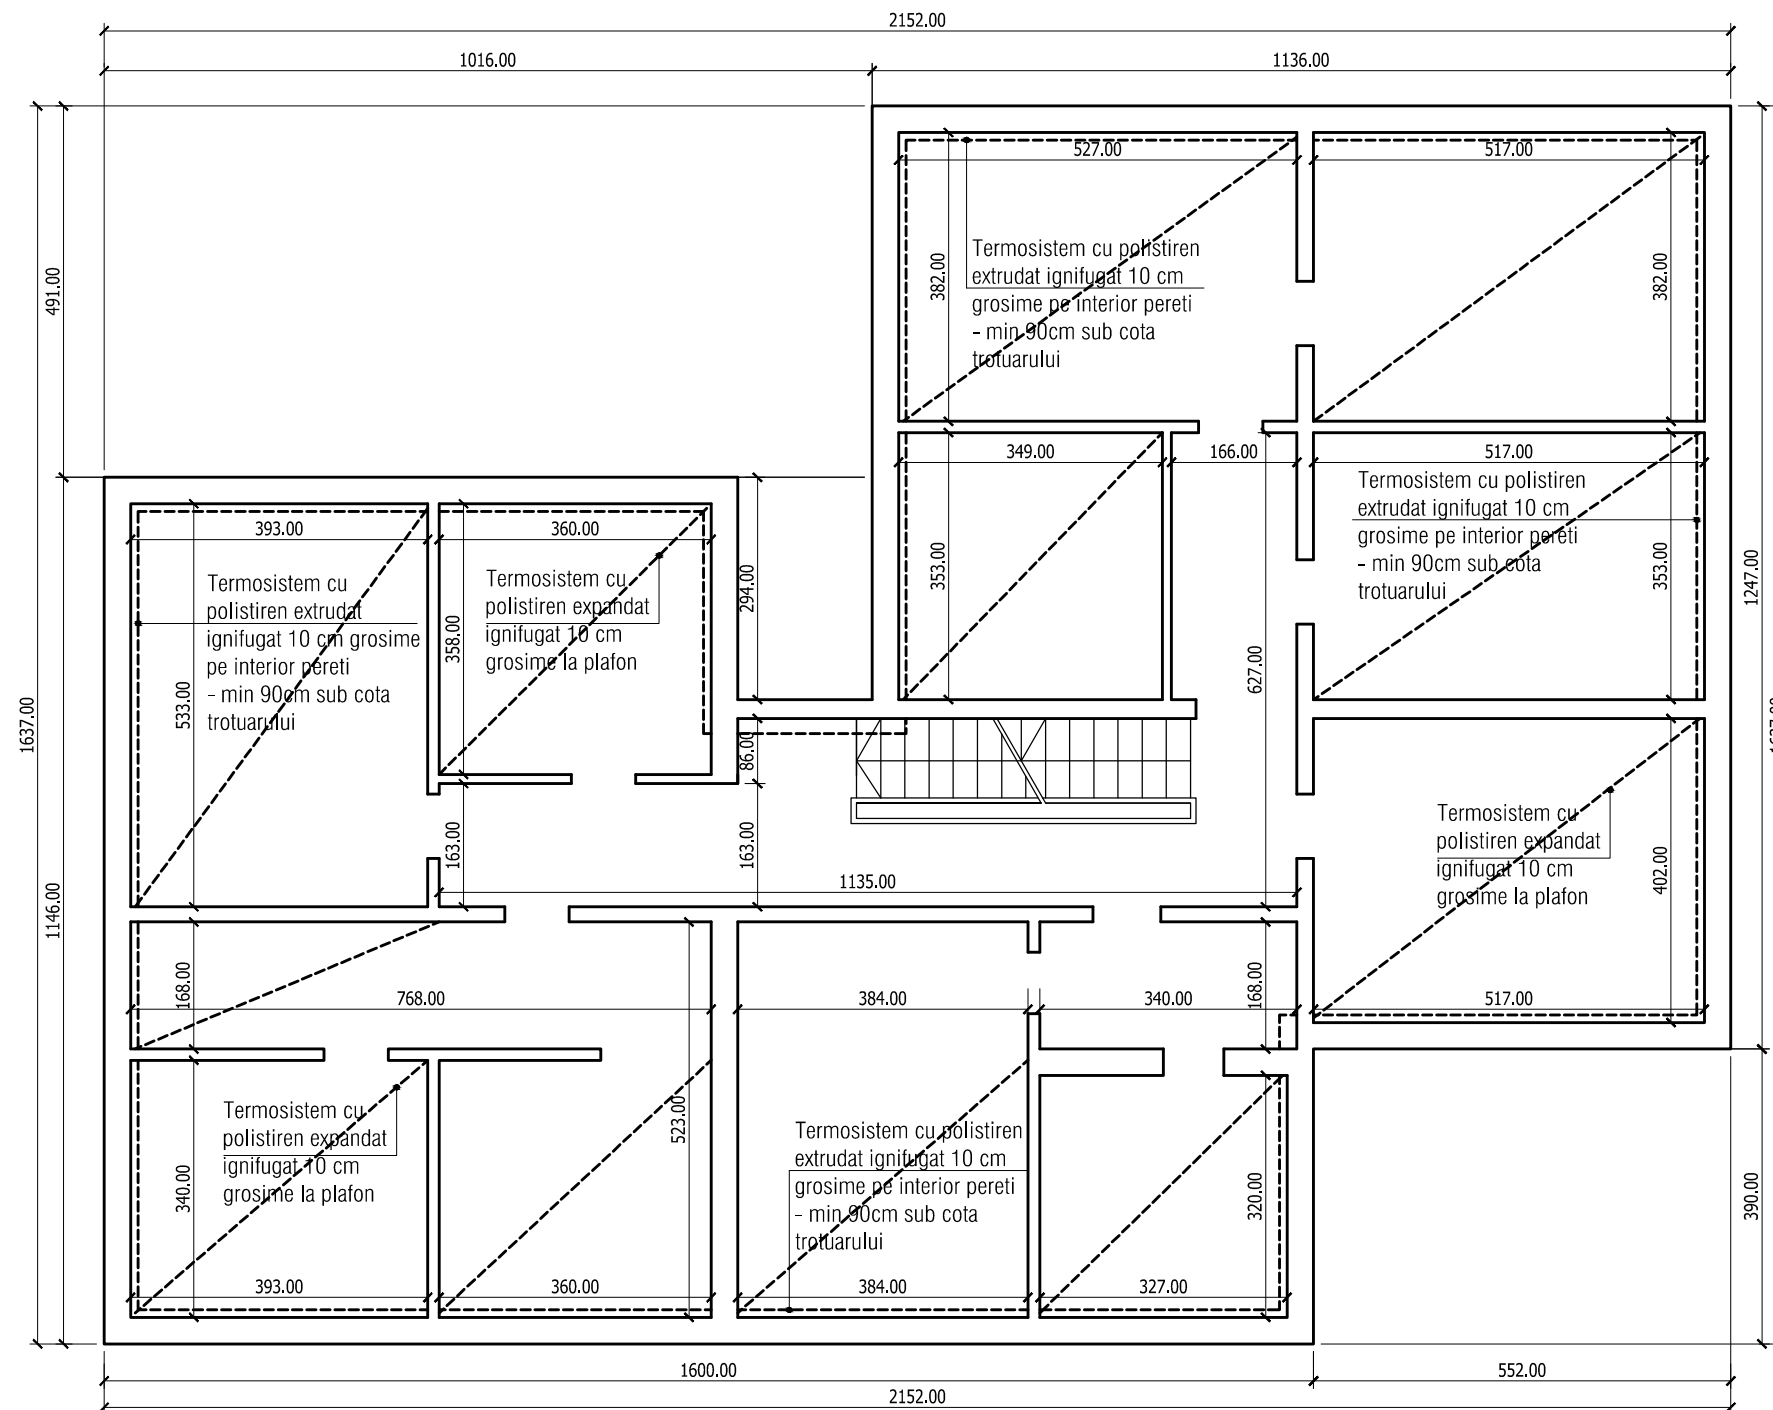 2152.00
1016.00
1136.00
527.00
517.00
491.00
382.00
382.00
Termosistem cu polistiren
extrudat ignifugat 10 cm
grosime pe interior pereti
- min 90cm sub cota
trotuarului
349.00
166.00
517.00
Termosistem cu polistiren
extrudat ignifugat 10 cm
grosime pe interior pereti
- min 90cm sub cota
trotuarului
393.00
360.00
353.00
353.00
294.00
1247.00
Termosistem cu
polistiren extrudat
ignifugat 10 cm grosime
pe interior pereti
- min 90cm sub cota
trotuarului
Termosistem cu
polistiren expandat
ignifugat 10 cm
grosime la plafon
358.00
533.00
627.00
1637.00
86.00
163.00
163.00
Termosistem cu
polistiren expandat
ignifugat 10 cm
grosime la plafon
402.00
1135.00
1146.00
168.00
768.00
384.00
340.00
168.00
517.00
Termosistem cu
polistiren expandat
ignifugat 10 cm
grosime la plafon
523.00
Termosistem cu polistiren
extrudat ignifugat 10 cm
grosime pe interior pereti
- min 90cm sub cota
trotuarului
340.00
320.00
390.00
393.00
360.00
384.00
327.00
1600.00
552.00
2152.00